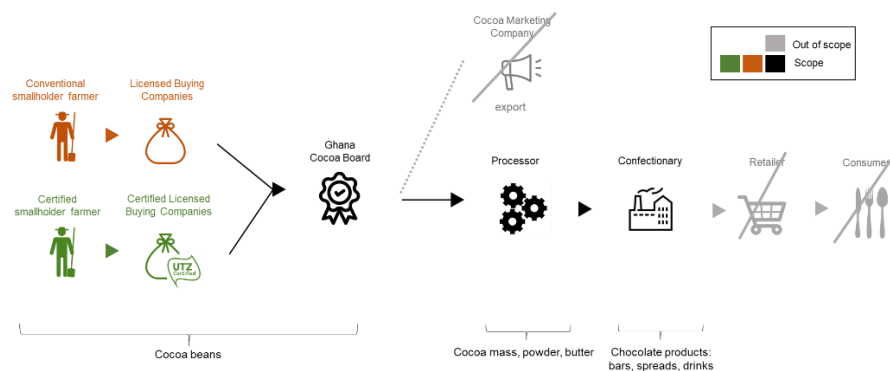 Cocoa Marketing
Company
export
Out of scope
Scope
Conventional
smallholder farmer
Licensed Buying
Companies
Ghana
Cocoa Board
Processor
Confectionary
Retailer
Consumer
Certified
smallholder farmer
Certified Licensed
Buying Companies
UTZ
Certified
Cocoa beans
Cocoa mass, powder, butter
Chocolate products:
bars, spreads, drinks